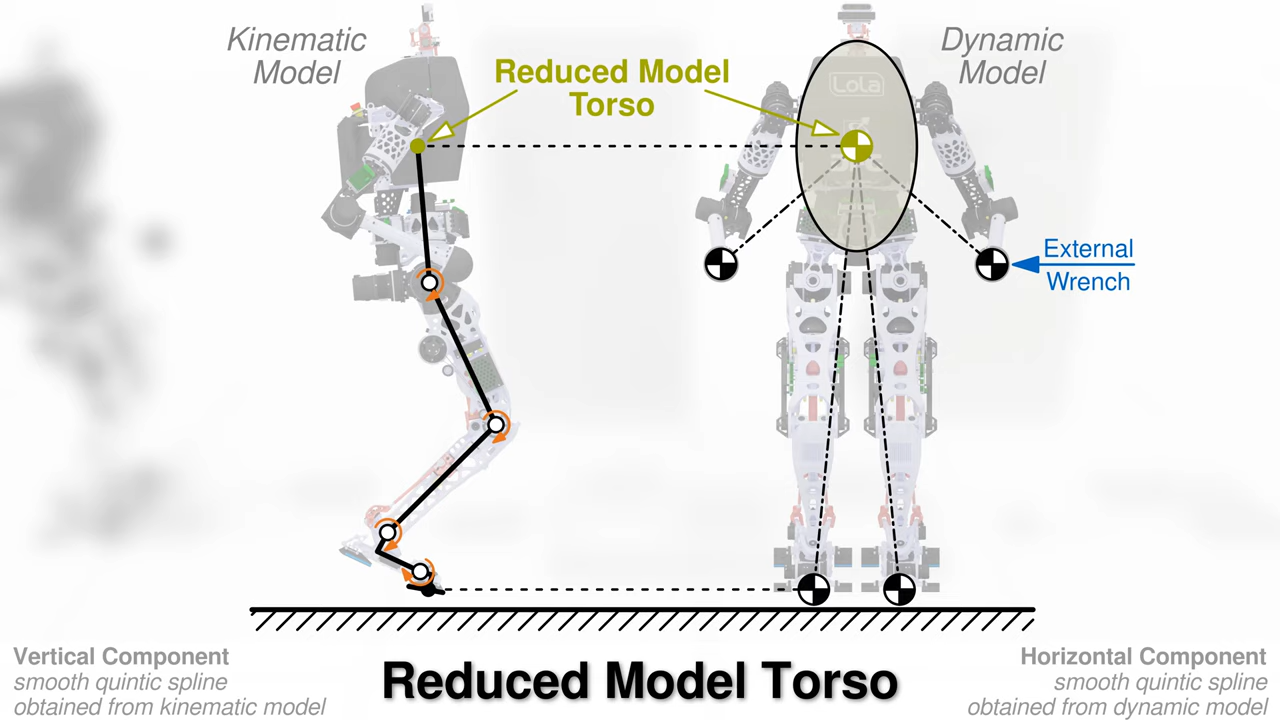 Kinematic
Model
Reduced Model
Torso
Dynamic
Model
Lola
External
Wrench
Vertical Component
smooth quintic spline
obtained from kinematic model
Reduced Model Torso
Horizontal Component
smooth quintic spline
obtained from dynamic model